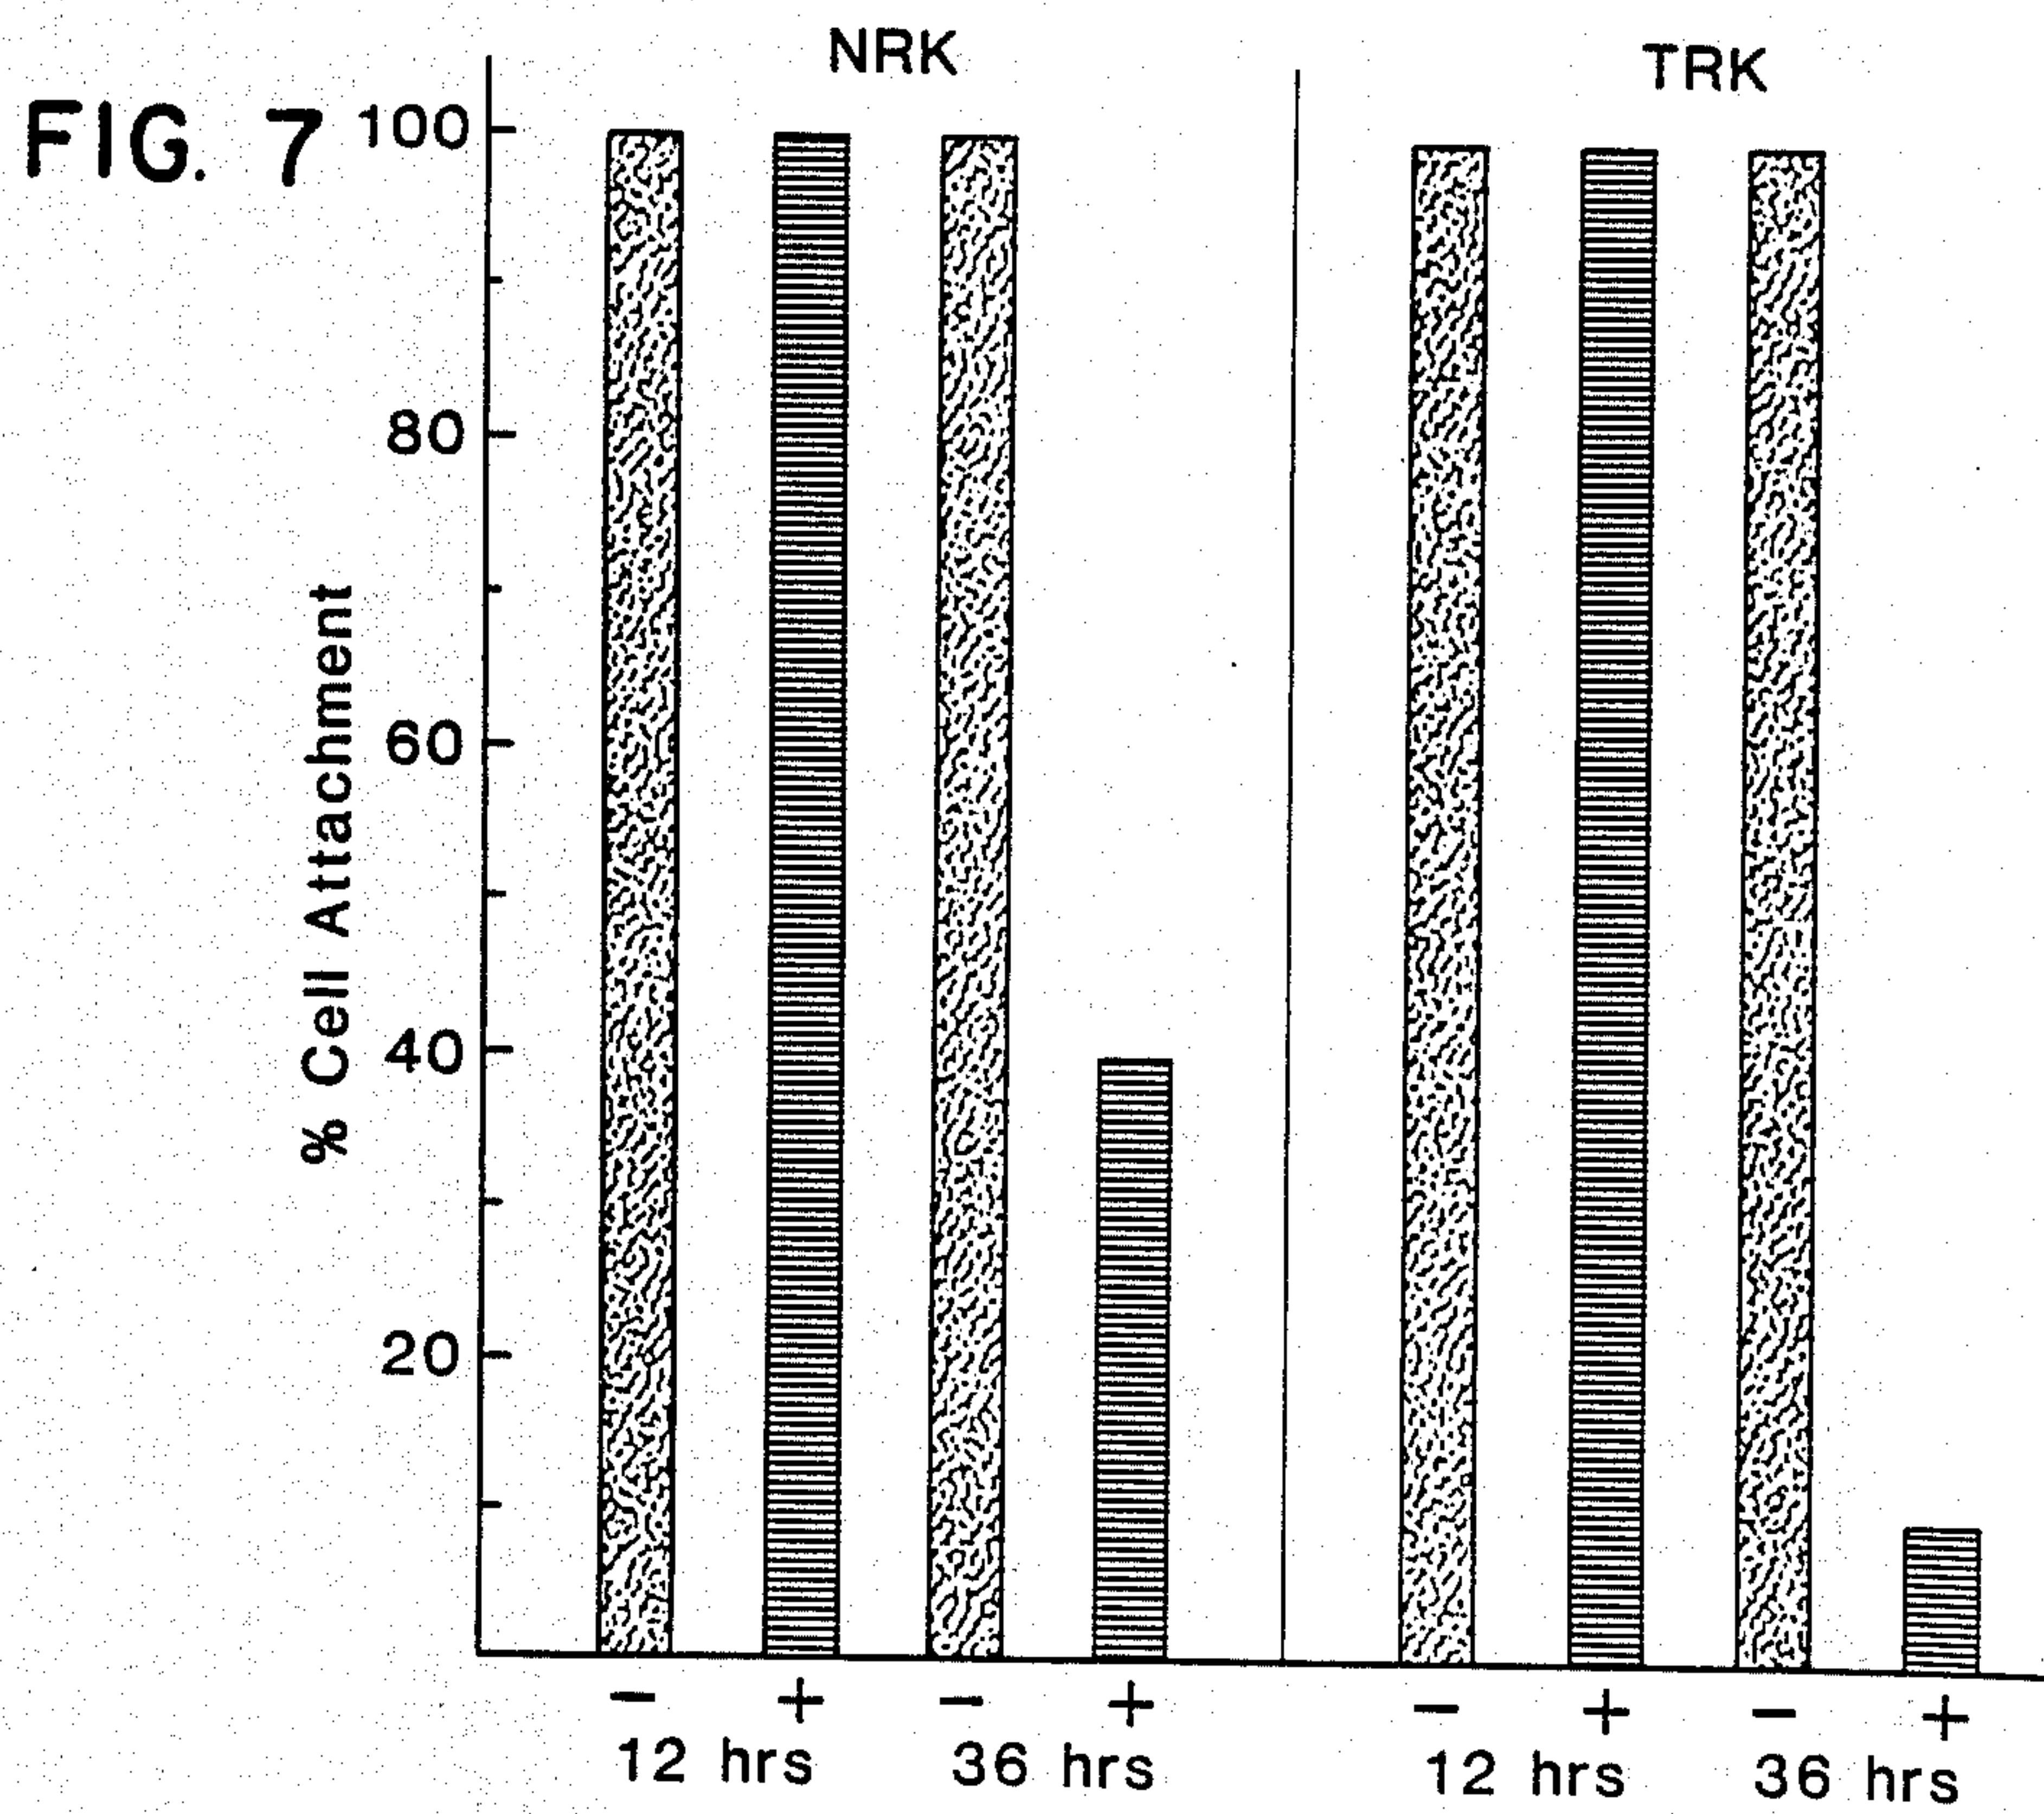 FIG. 7
NRK
TRK
100
80
60
40
20
% Cell Attachment
− + − + − + − +
12 hrs 36 hrs 12 hrs 36 hrs